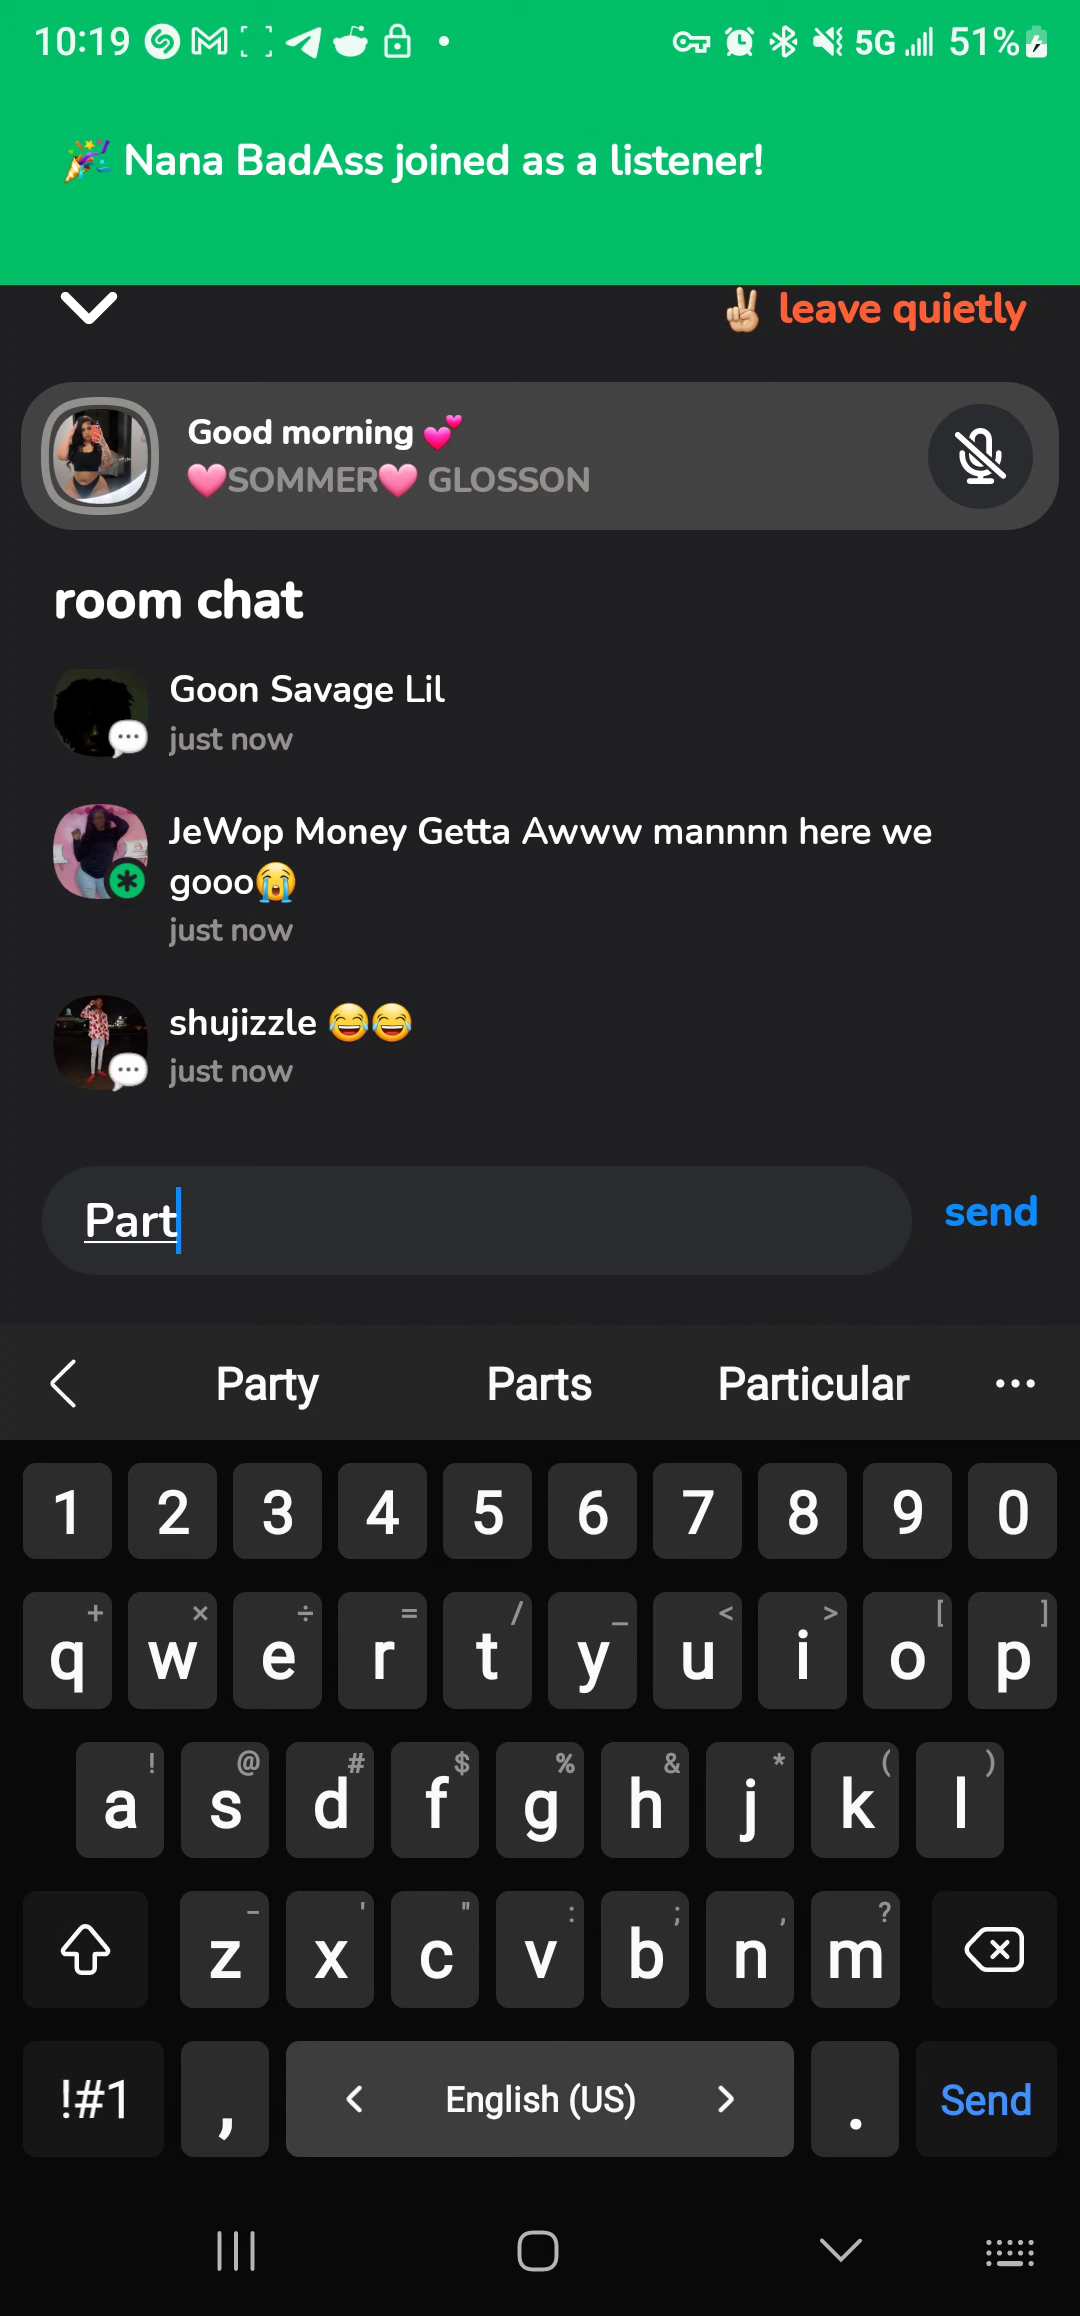 10:19 5G 51%
🎉 Nana BadAss joined as a listener!
✌🏼 leave quietly
Good morning 💕
🩷SOMMER🩷 GLOSSON
room chat
Goon Savage Lil
just now
JeWop Money Getta Awww mannnn here we
gooo😭
just now
shujizzle 😂😂
just now
Part
send
Party Parts Particular ...
1 2 3 4 5 6 7 8 9 0
+ × ÷ = / _ < > [ ]
q w e r t y u i o p
! @ # $ % & * ( )
a s d f g h j k l
- ' " : ; , ?
z x c v b n m
!#1 , < English (US) > . Send